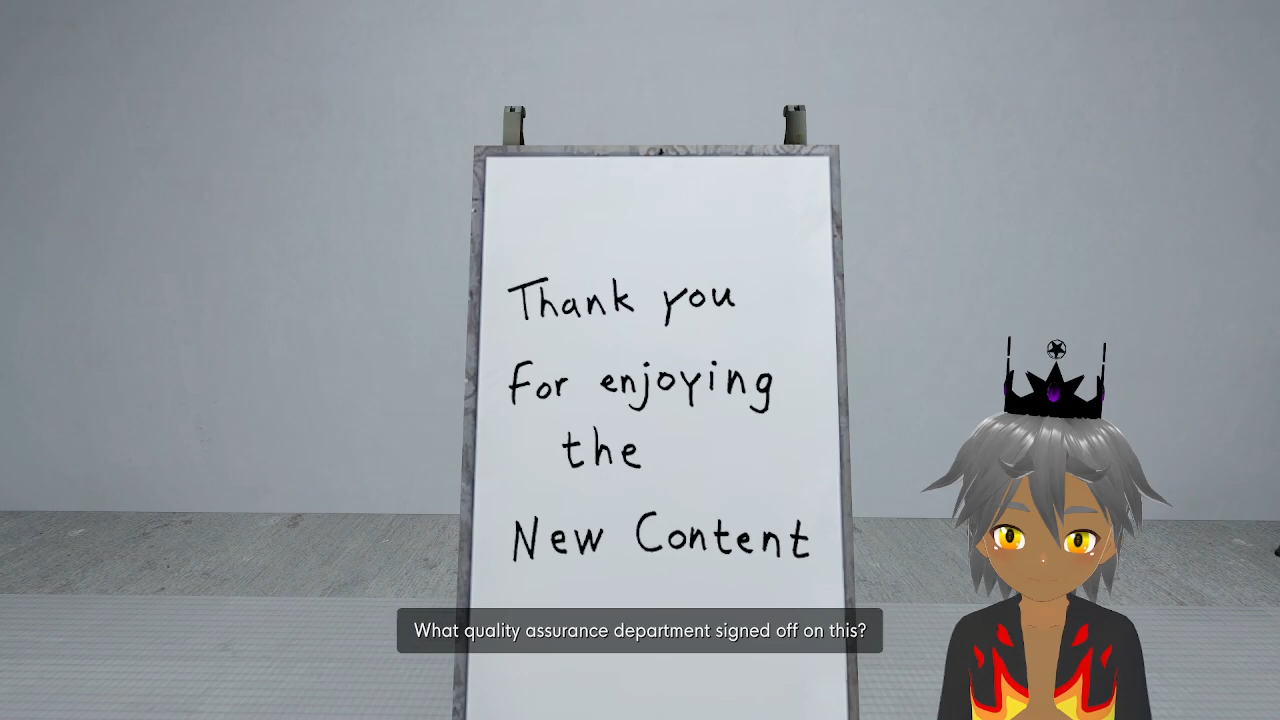 Thank you
For enjoying
the
New Content
What quality assurance department signed off on this?